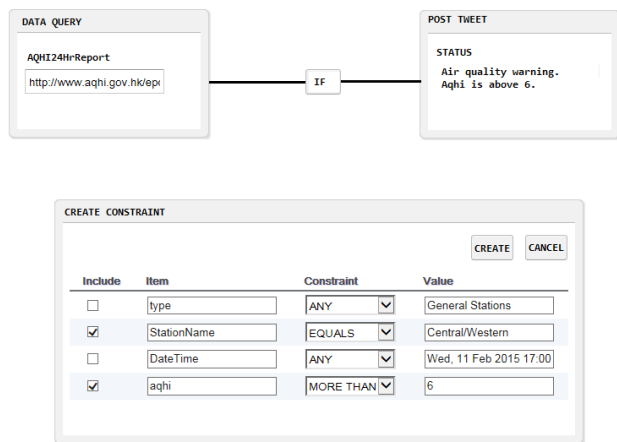 DATA QUERY
AQHI24HrReport
http://www.aqhi.gov.hk/epc
IF
POST TWEET
STATUS
Air quality warning.
Aqhi is above 6.
CREATE CONSTRAINT
CREATE CANCEL
Include Item Constraint Value
type ANY General Stations
StationName EQUALS Central/Western
DateTime ANY Wed, 11 Feb 2015 17:00
aqhi MORE THAN 6